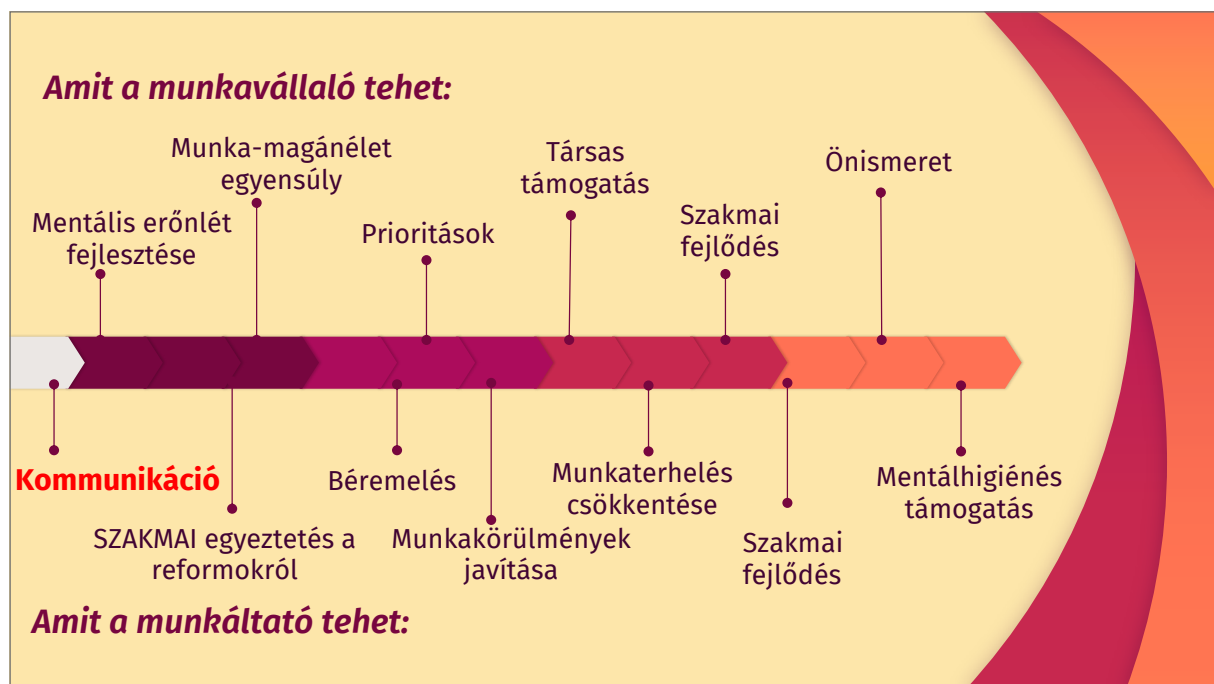 Amit a munkavállaló tehet:
Munka-magánélet
egyensúly
Társas
támogatás
Önismeret
Mentális erőnlét
fejlesztése
Prioritások
Szakmai
fejlődés
Kommunikáció
Béremelés
Munkaterhelés
csökkentése
Mentálhigiénés
támogatás
SZAKMAI egyeztetés a
reformokról
Munkakörülmények
javítása
Szakmai
fejlődés
Amit a munkáltató tehet: